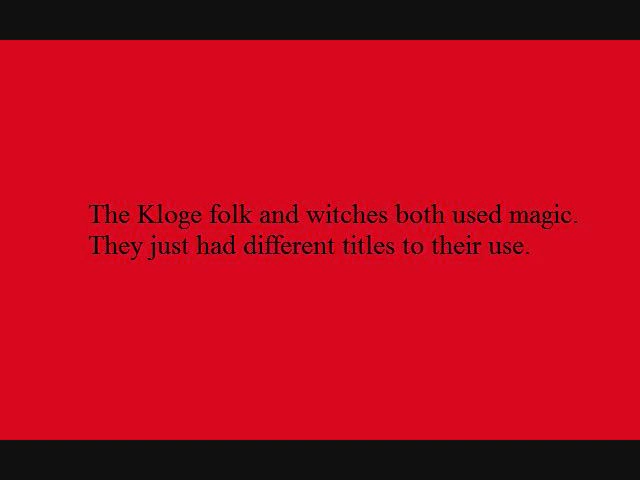 The Kloge folk and witches both used magic.
They just had different titles to their use.